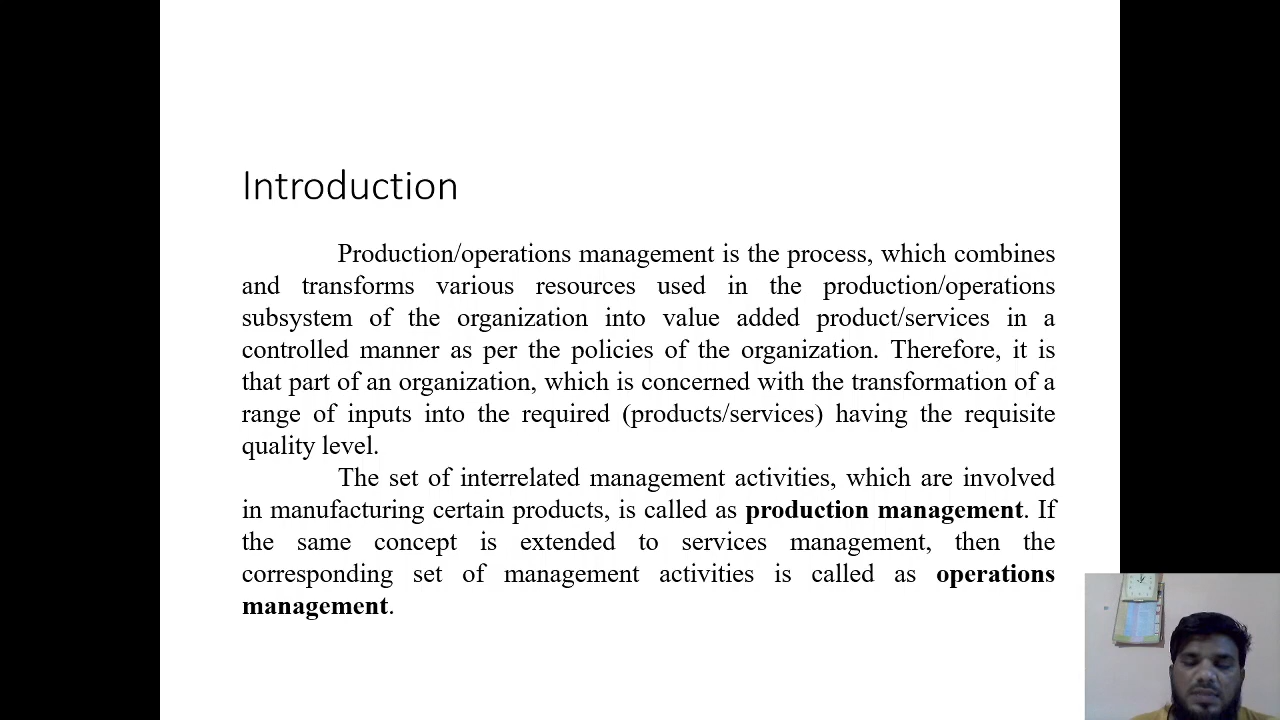 Introduction
Production/operations management is the process, which combines
and transforms various resources used in the production/operations
subsystem of the organization into value added product/services in a
controlled manner as per the policies of the organization. Therefore, it is
that part of an organization, which is concerned with the transformation of a
range of inputs into the required (products/services) having the requisite
quality level.
The set of interrelated management activities, which are involved
in manufacturing certain products, is called as production management. If
the same concept is extended to services management, then the
corresponding set of management activities is called as operations
management.